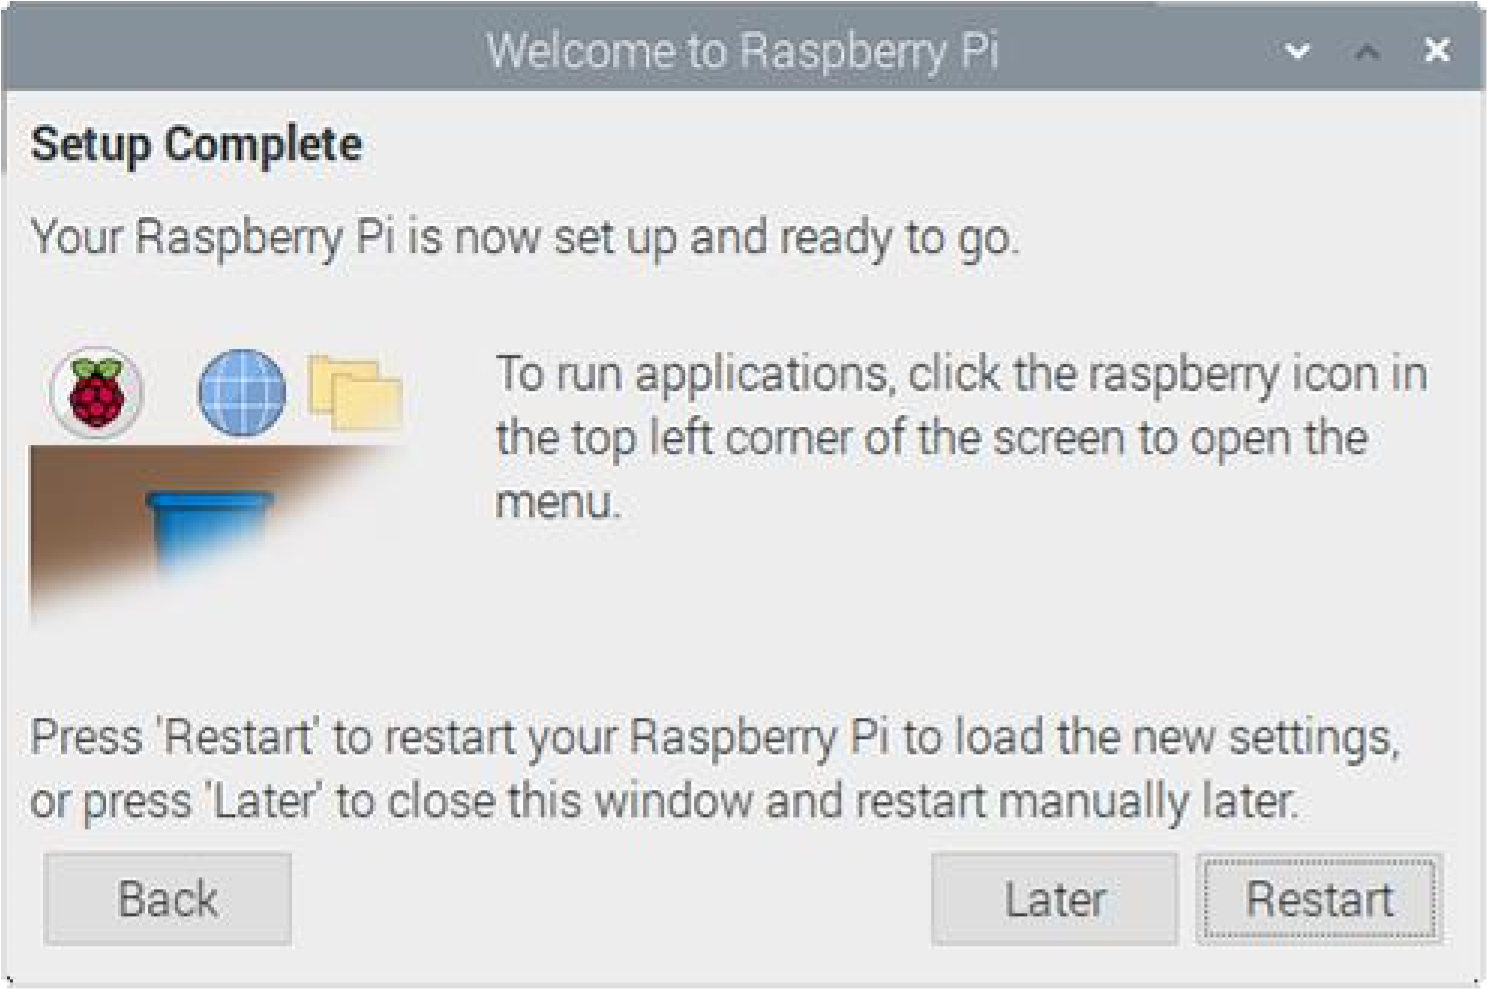 Welcome to Raspberry Pi
Setup Complete
Your Raspberry Pi is now set up and ready to go.
To run applications, click the raspberry icon in
the top left corner of the screen to open the
menu.
Press 'Restart' to restart your Raspberry Pi to load the new settings,
or press 'Later' to close this window and restart manually later.
Back
Later
Restart